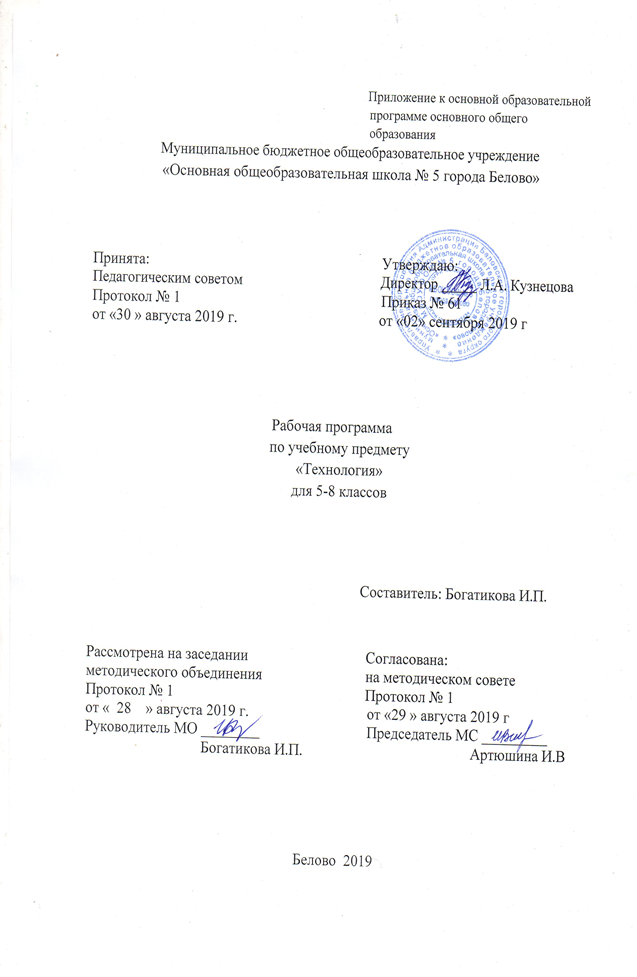 Приложение к основной образовательной
программе основного общего
образования
Муниципальное бюджетное общеобразовательное учреждение
«Основная общеобразовательная школа № 5 города Белово»
Принята:
Педагогическим советом
Протокол № 1
от «30 » августа 2019 г.
Утверждаю:
Директор Л.А. Кузнецова
Приказ № 61
от «02» сентября 2019 г
Рабочая программа
по учебному предмету
«Технология»
для 5-8 классов
Составитель: Богатикова И.П.
Рассмотрена на заседании
методического объединения
Протокол № 1
от « 28 » августа 2019 г.
Руководитель МО
Богатикова И.П.
Согласована:
на методическом совете
Протокол № 1
от «29 » августа 2019 г
Председатель МС
Артюшина И.В
Белово 2019